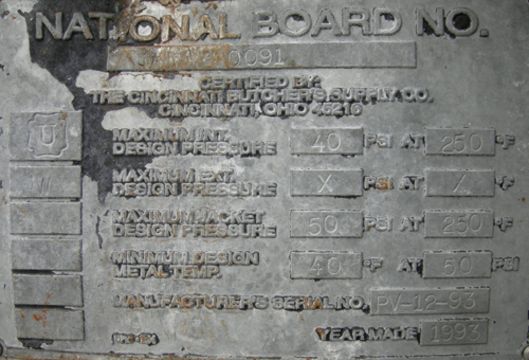 NATIONAL BOARD NO.
0091
CERTIFIED BY
THE CINCINNATI BUTCHER'S SUPPLY CO.
CINCINNATI, OHIO 45216
U MAXIMUM INT. DESIGN PRESSURE 40 PSI AT 250 °F
W MAXIMUM EXT. DESIGN PRESSURE X PSI AT X °F
MAXIMUM JACKET DESIGN PRESSURE 50 PSI AT 250 °F
MINIMUM DESIGN METAL TEMP. 40 °F AT 50 PSI
MANUFACTURER'S SERIAL NO. PV-12-93
YEAR MADE 1993